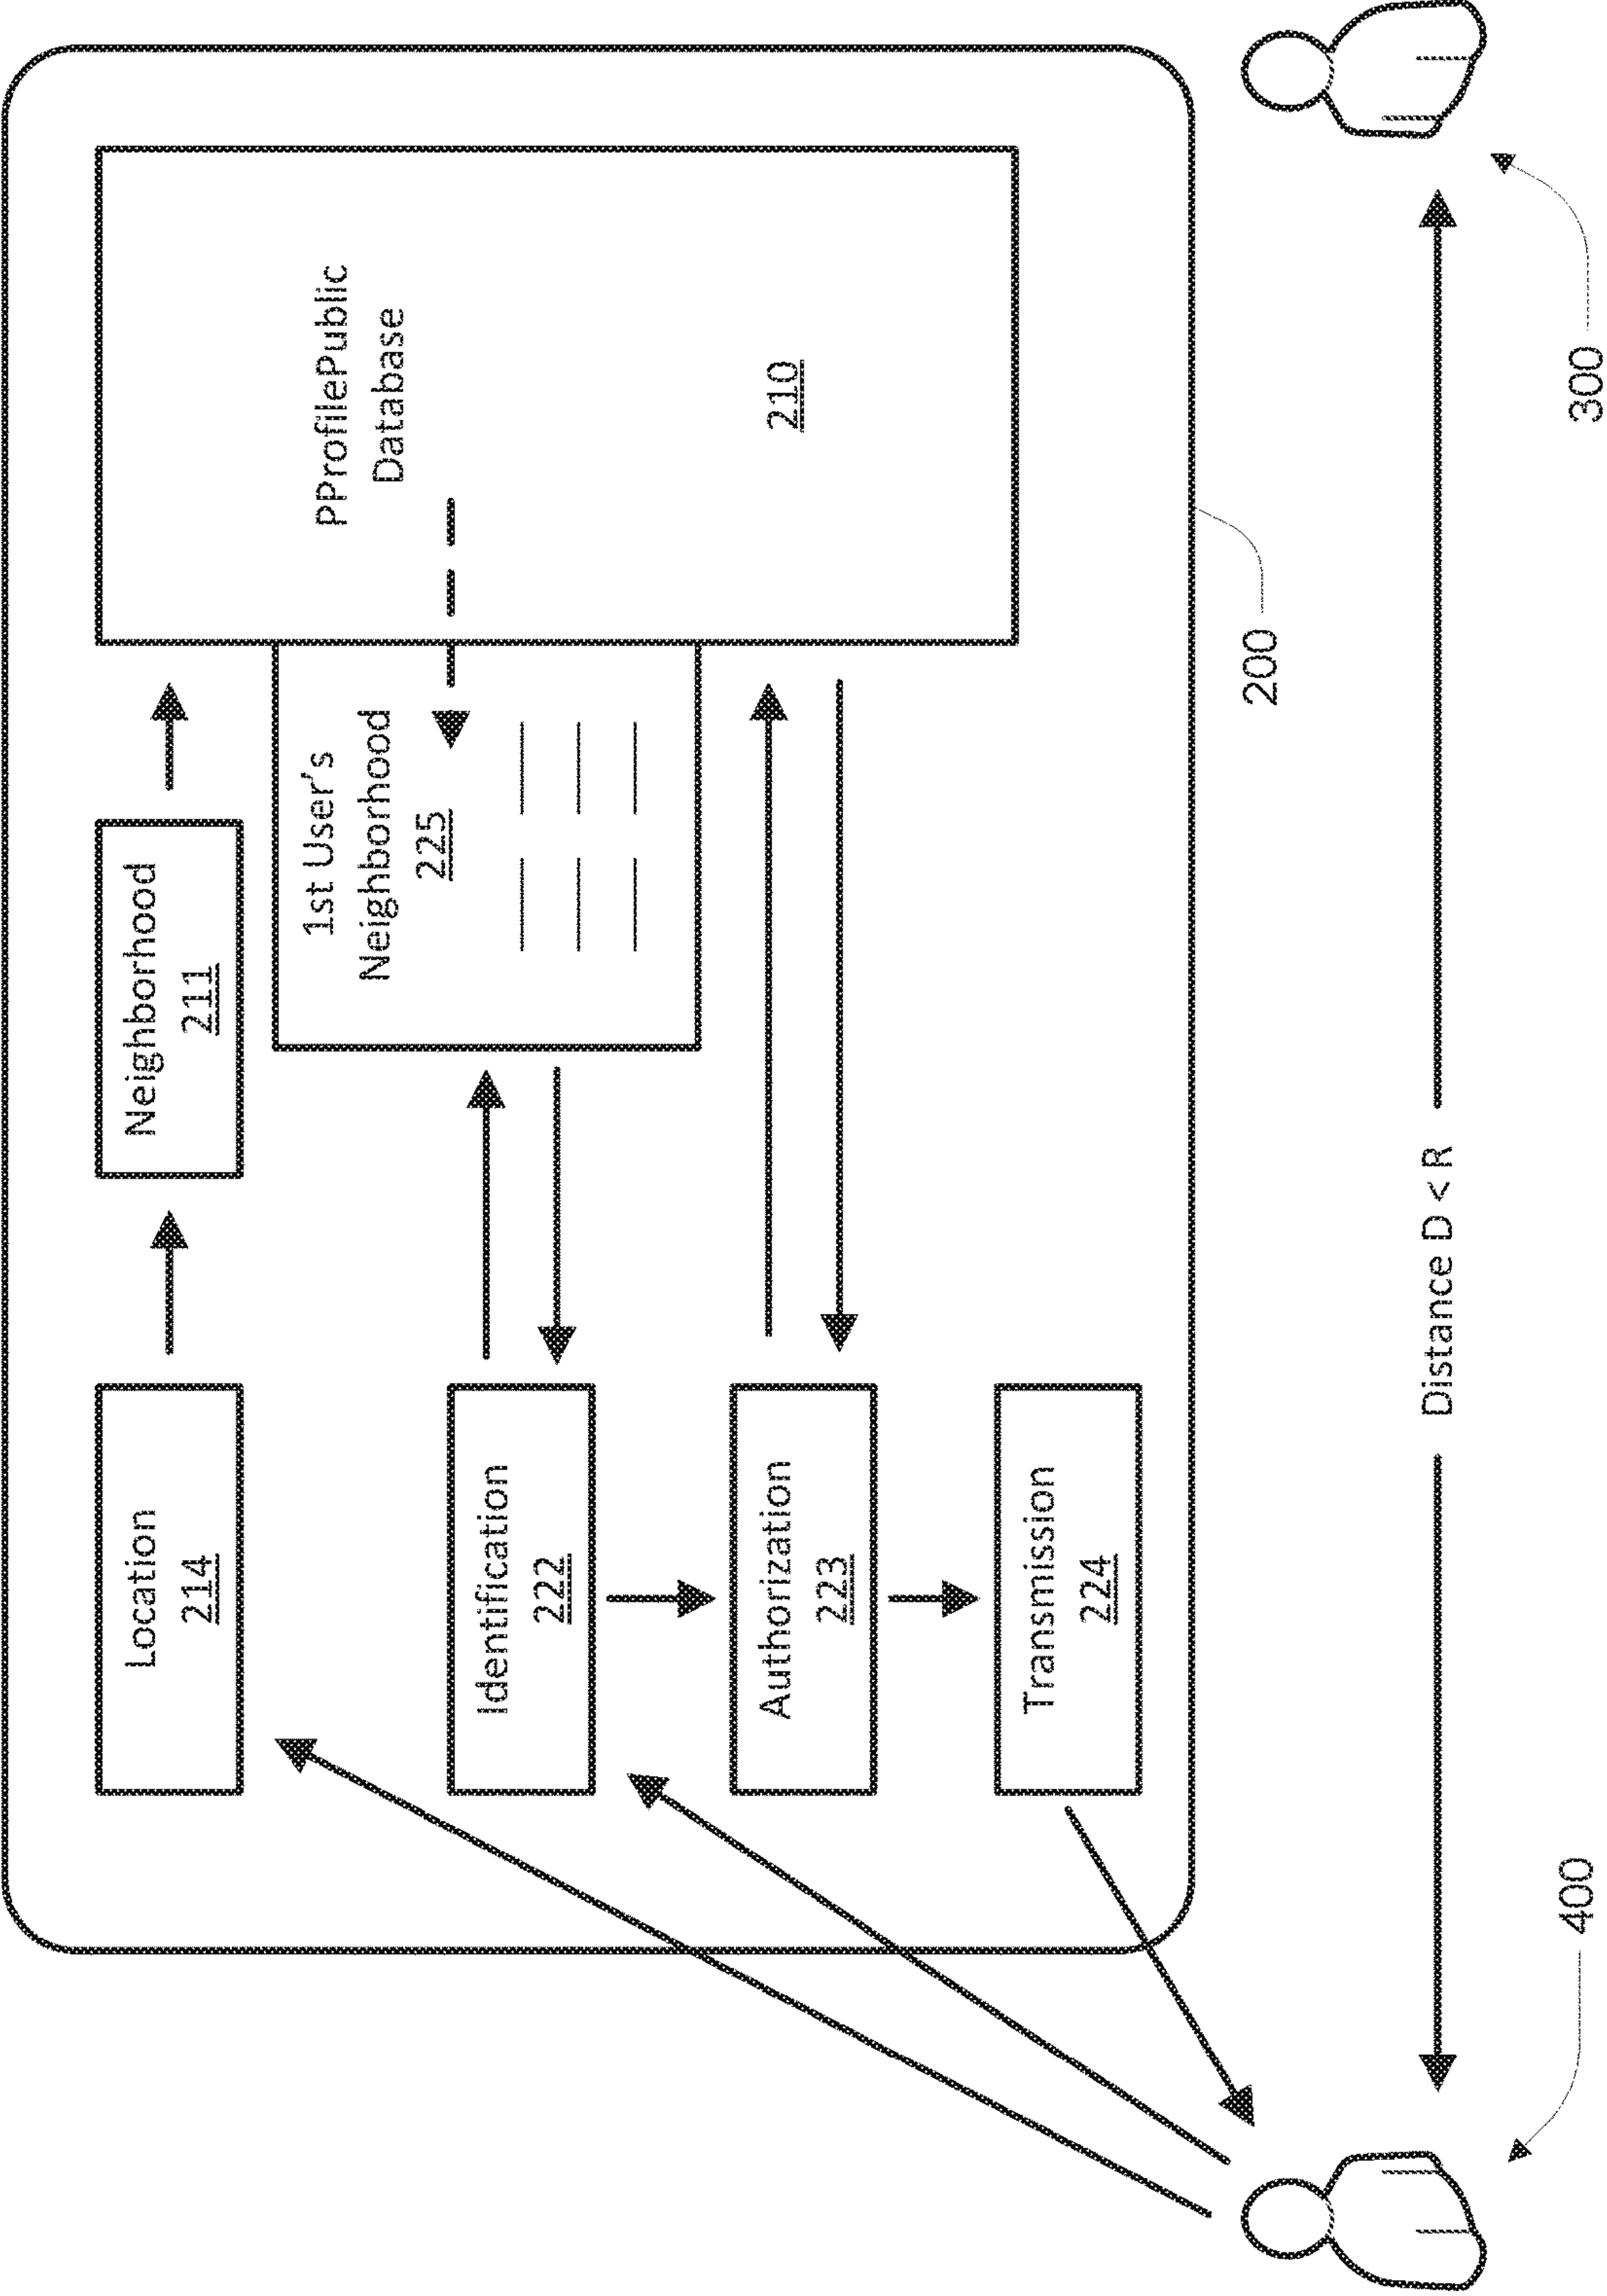 Location
214
Neighborhood
211
PProfilePublic
Database
210
1st User's
Neighborhood
225
Identification
222
Authorization
223
Transmission
224
200
Distance D < R
400
300